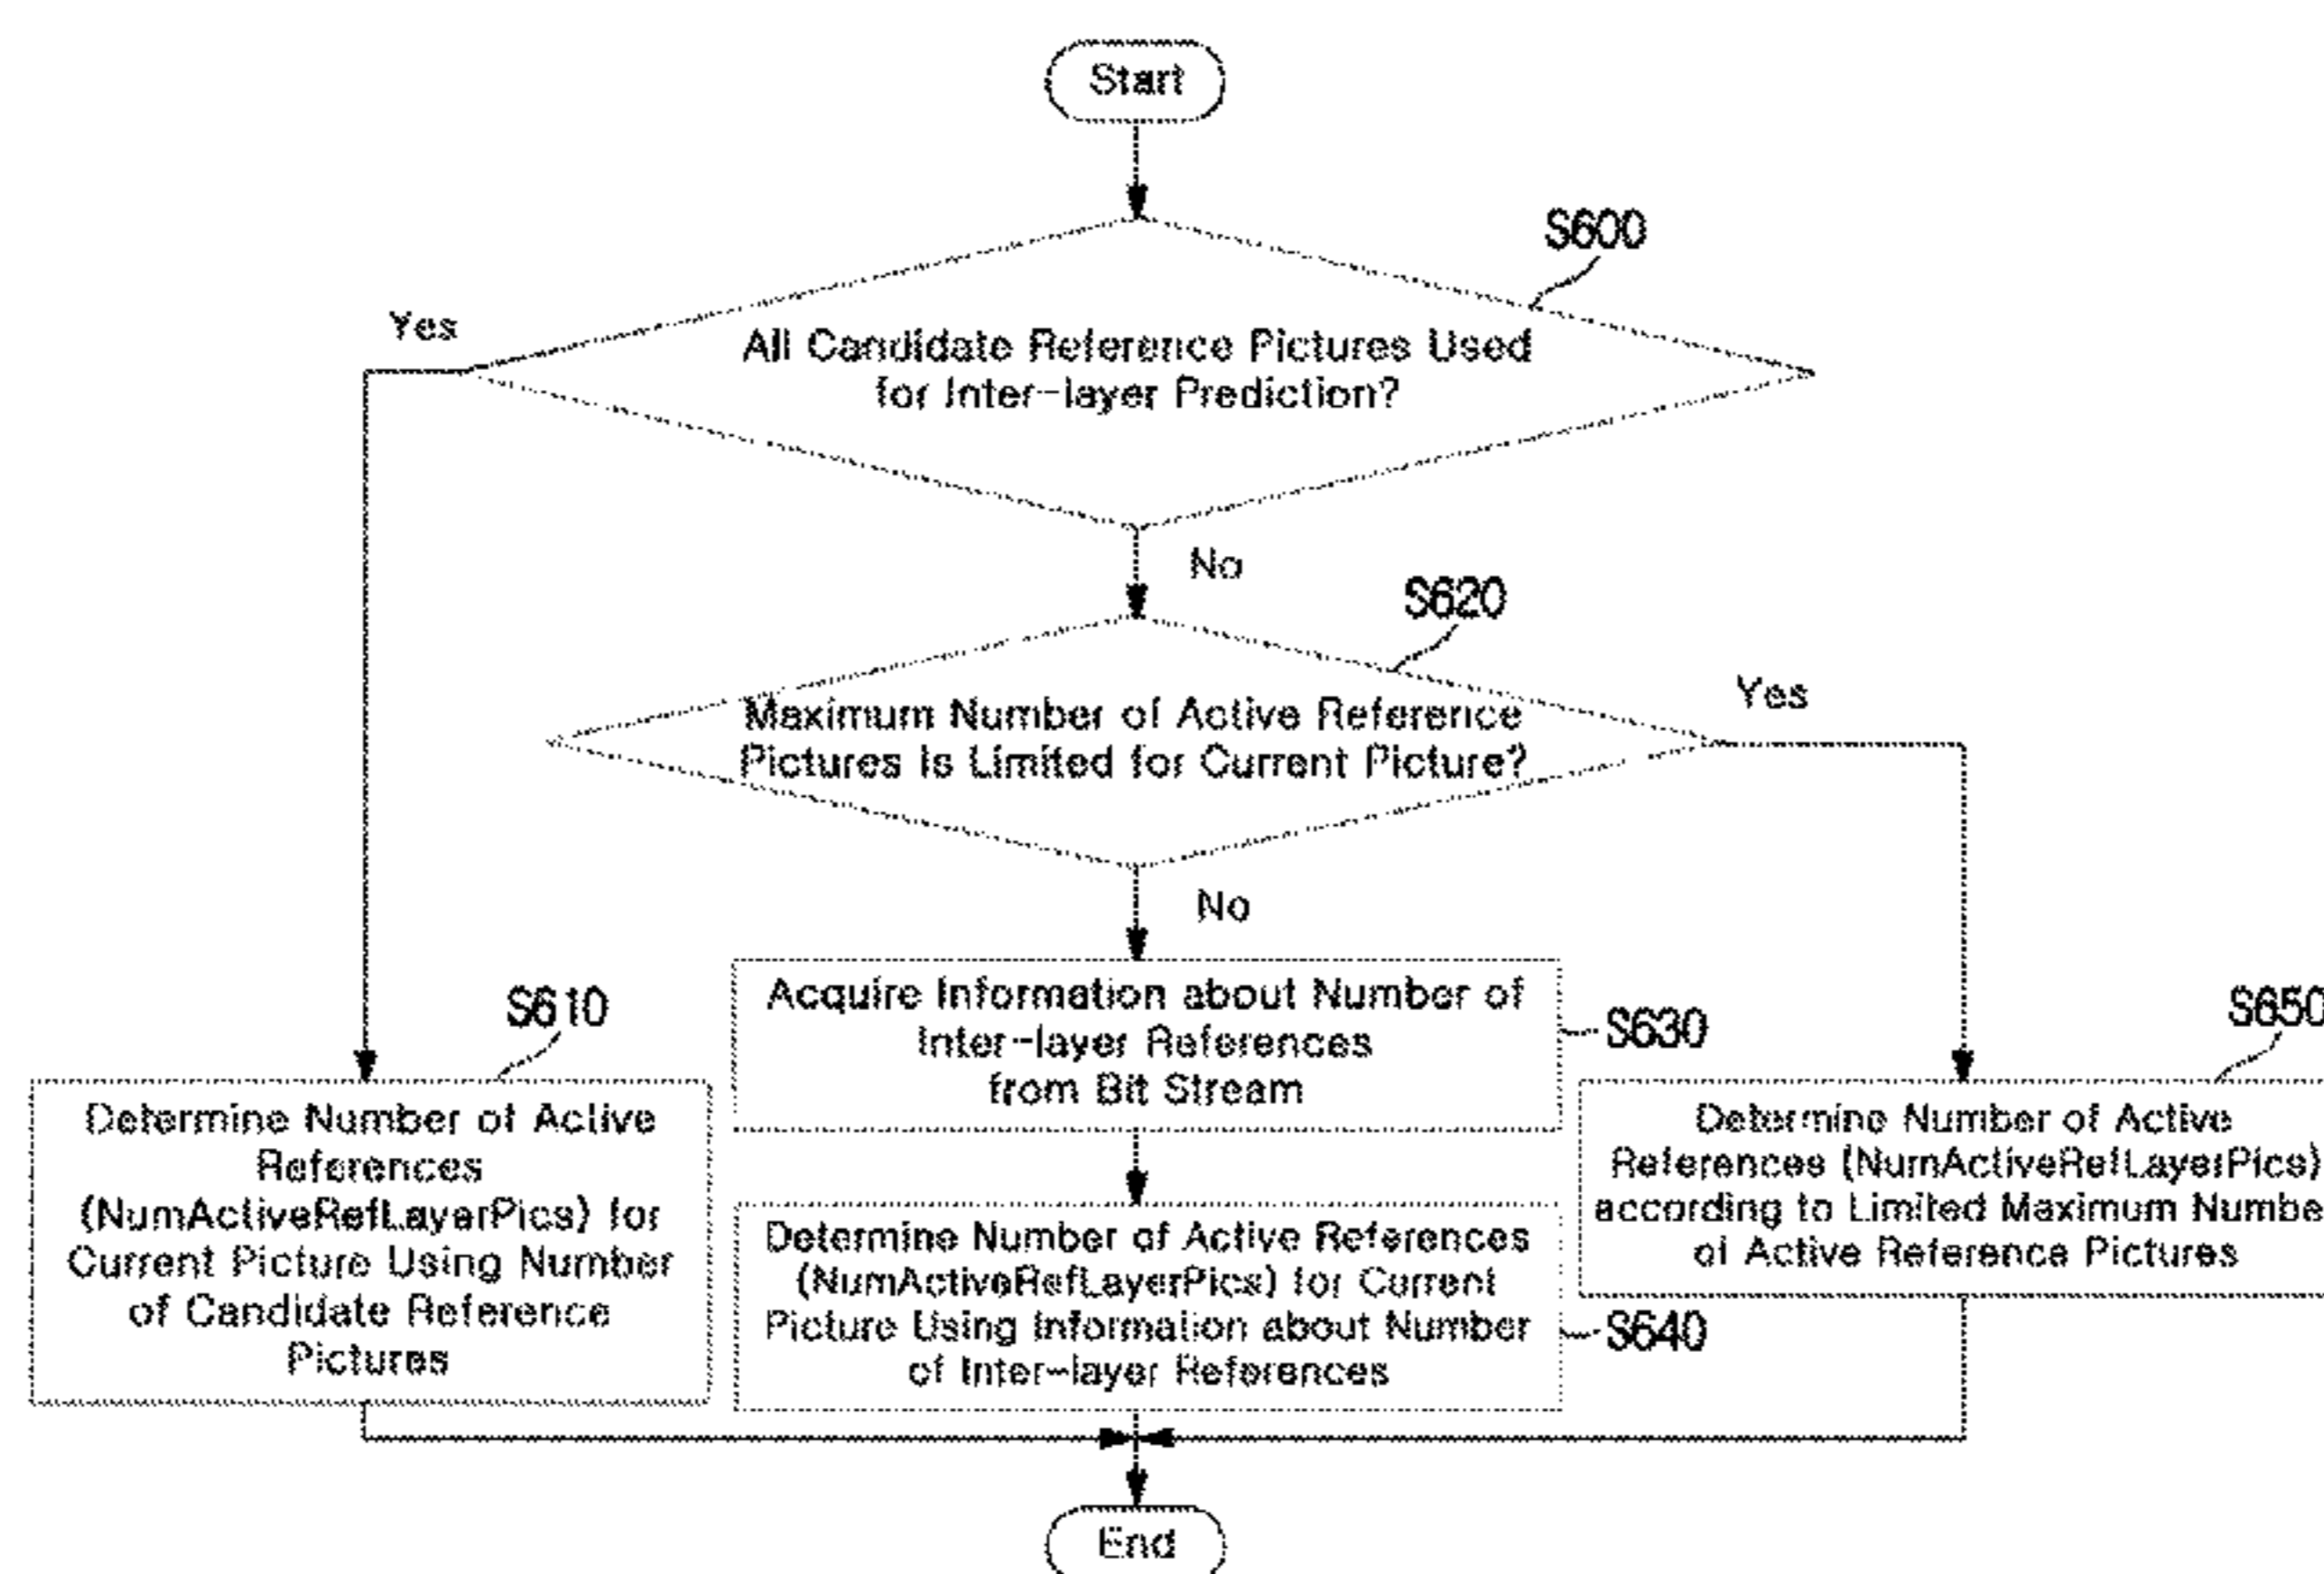 Start
S600
Yes
All Candidate Reference Pictures Used
for Inter-layer Prediction?
No
S620
Maximum Number of Active Reference
Pictures Is Limited for Current Picture?
Yes
No
S610
Determine Number of Active
References
(NumActiveRefLayerPics) for
Current Picture Using Number
of Candidate Reference
Pictures
Acquire Information about Number of
Inter-layer References
from Bit Stream
S630
Determine Number of Active References
(NumActiveRefLayerPics) for Current
Picture Using Information about Number
of Inter-layer References
S640
S650
Determine Number of Active
References (NumActiveRefLayerPics)
according to Limited Maximum Numbe
of Active Reference Pictures
End